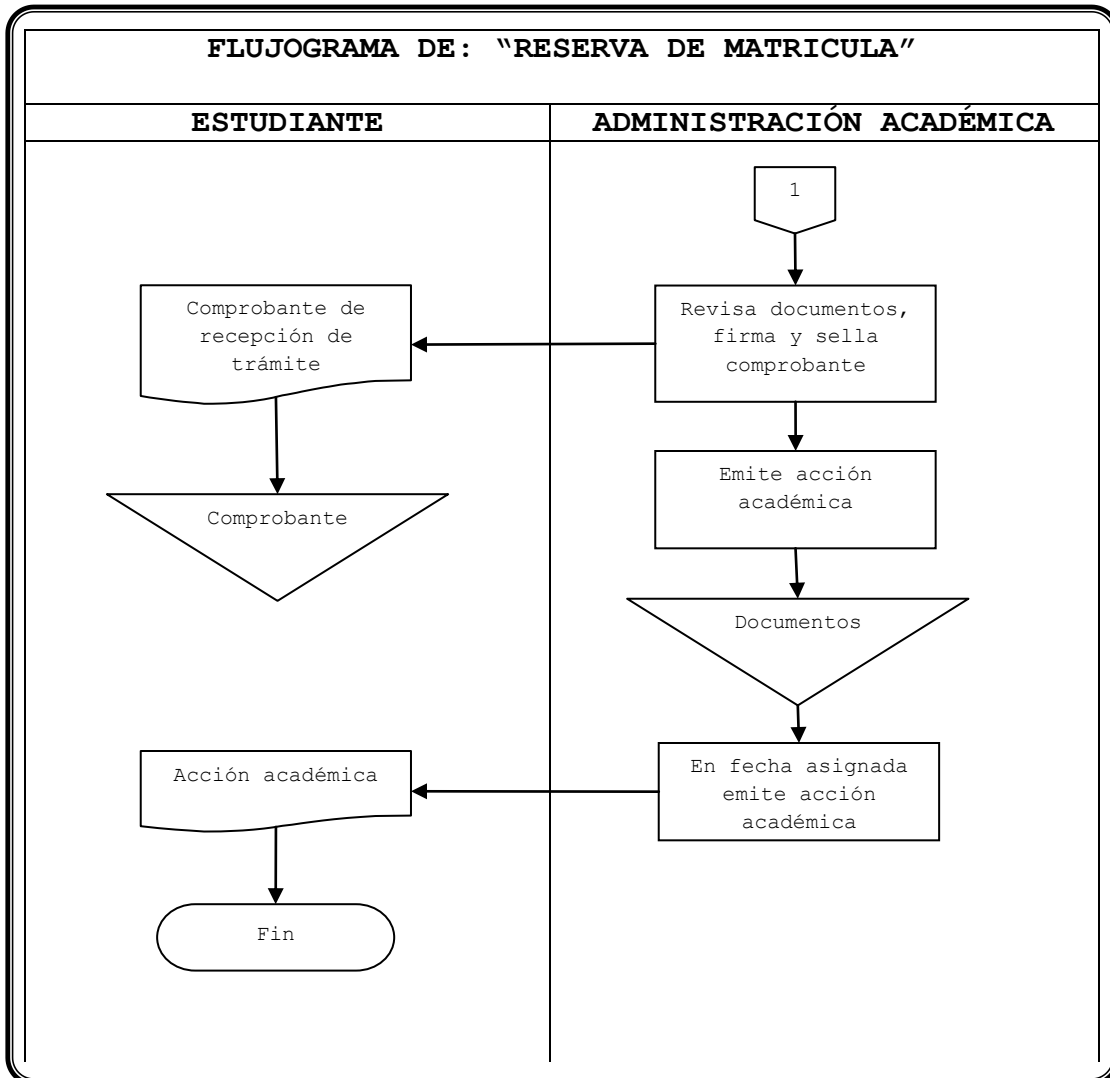 FLUJOGRAMA DE: “RESERVA DE MATRICULA”
ESTUDIANTE
ADMINISTRACIÓN ACADÉMICA
1
Comprobante de
recepción de
trámite
Revisa documentos,
firma y sella
comprobante
Emite acción
académica
Comprobante
Documentos
Acción académica
En fecha asignada
emite acción
académica
Fin